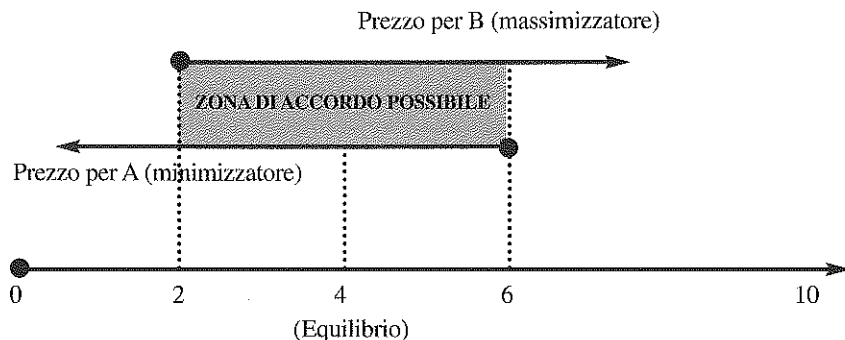 Prezzo per B (massimizzatore)
ZONA DI ACCORDO POSSIBILE
Prezzo per A (minimizzatore)
0 2 4 6 10
(Equilibrio)